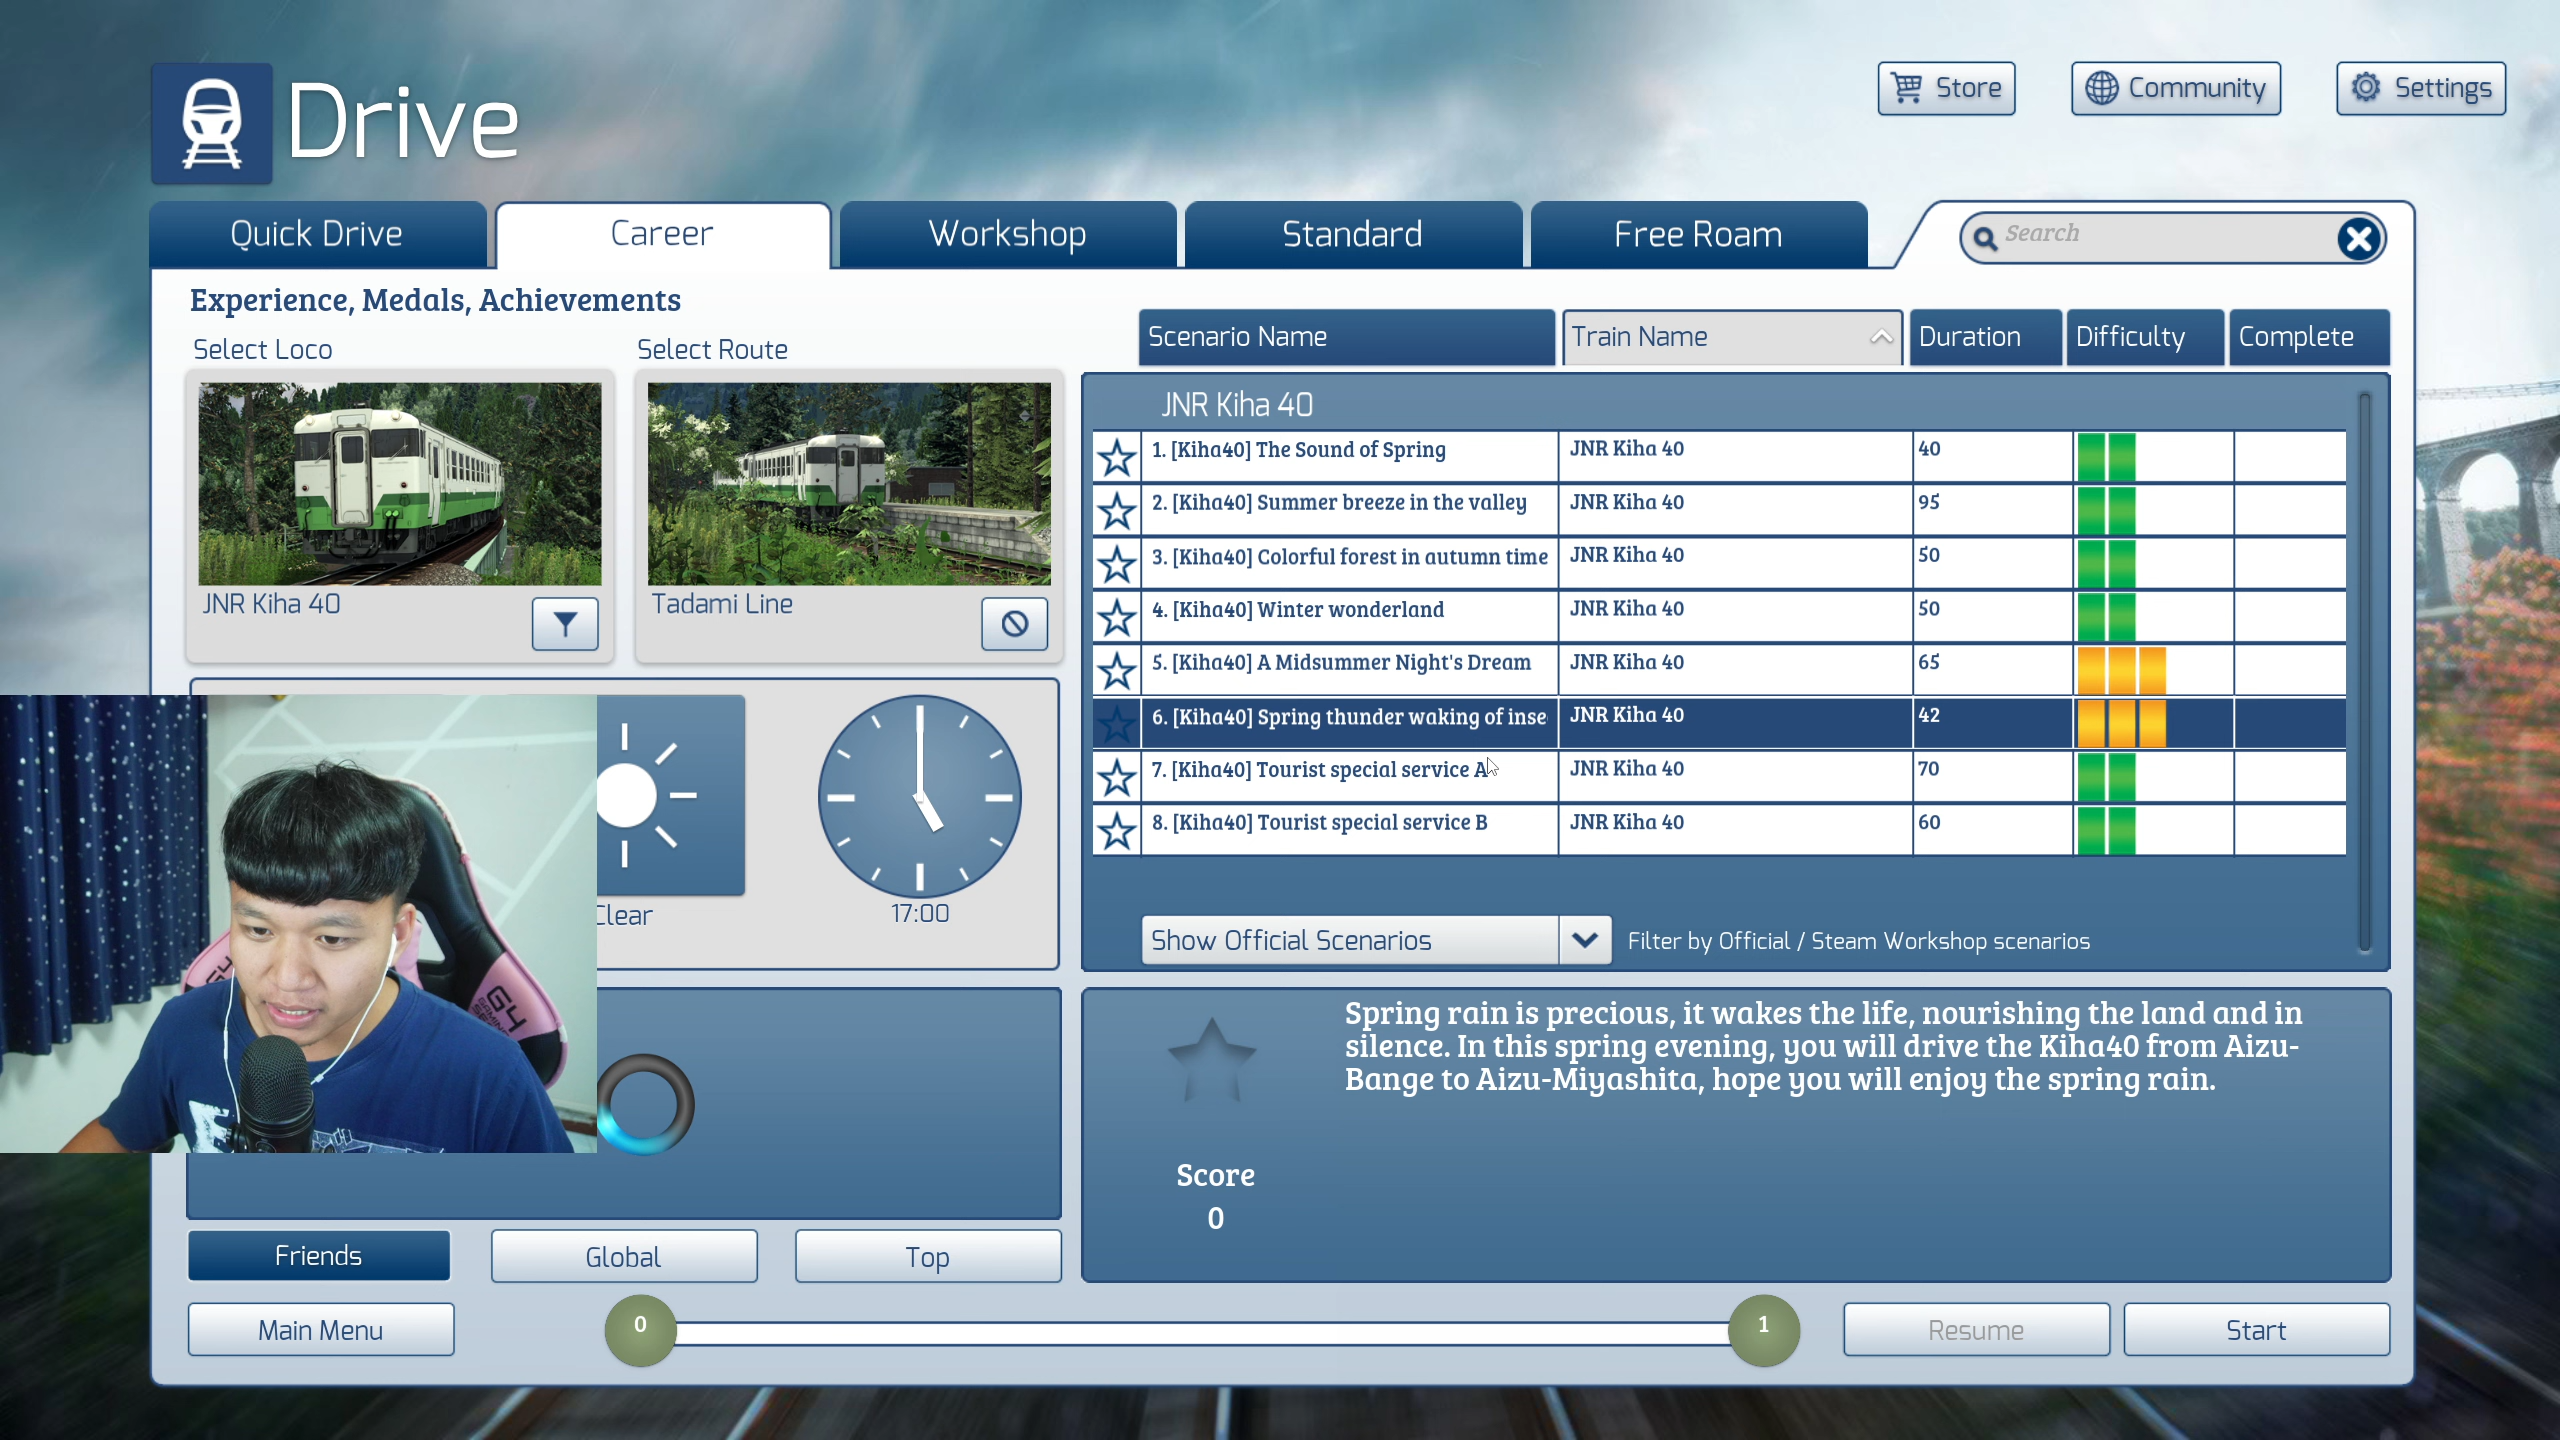 Drive
Store
Community
Settings
Quick Drive
Career
Workshop
Standard
Free Roam
Search
Experience, Medals, Achievements
Select Loco
Select Route
JNR Kiha 40
Tadami Line
Clear
17:00
Scenario Name
Train Name
Duration
Difficulty
Complete
JNR Kiha 40
1. [Kiha40] The Sound of Spring JNR Kiha 40 40
2. [Kiha40] Summer breeze in the valley JNR Kiha 40 95
3. [Kiha40] Colorful forest in autumn time JNR Kiha 40 50
4. [Kiha40] Winter wonderland JNR Kiha 40 50
5. [Kiha40] A Midsummer Night's Dream JNR Kiha 40 65
6. [Kiha40] Spring thunder waking of inse JNR Kiha 40 42
7. [Kiha40] Tourist special service A JNR Kiha 40 70
8. [Kiha40] Tourist special service B JNR Kiha 40 60
Show Official Scenarios
Filter by Official / Steam Workshop scenarios
Spring rain is precious, it wakes the life, nourishing the land and in
silence. In this spring evening, you will drive the Kiha40 from Aizu-
Bange to Aizu-Miyashita, hope you will enjoy the spring rain.
Score
0
G4
Friends
Global
Top
Main Menu
0
1
Resume
Start